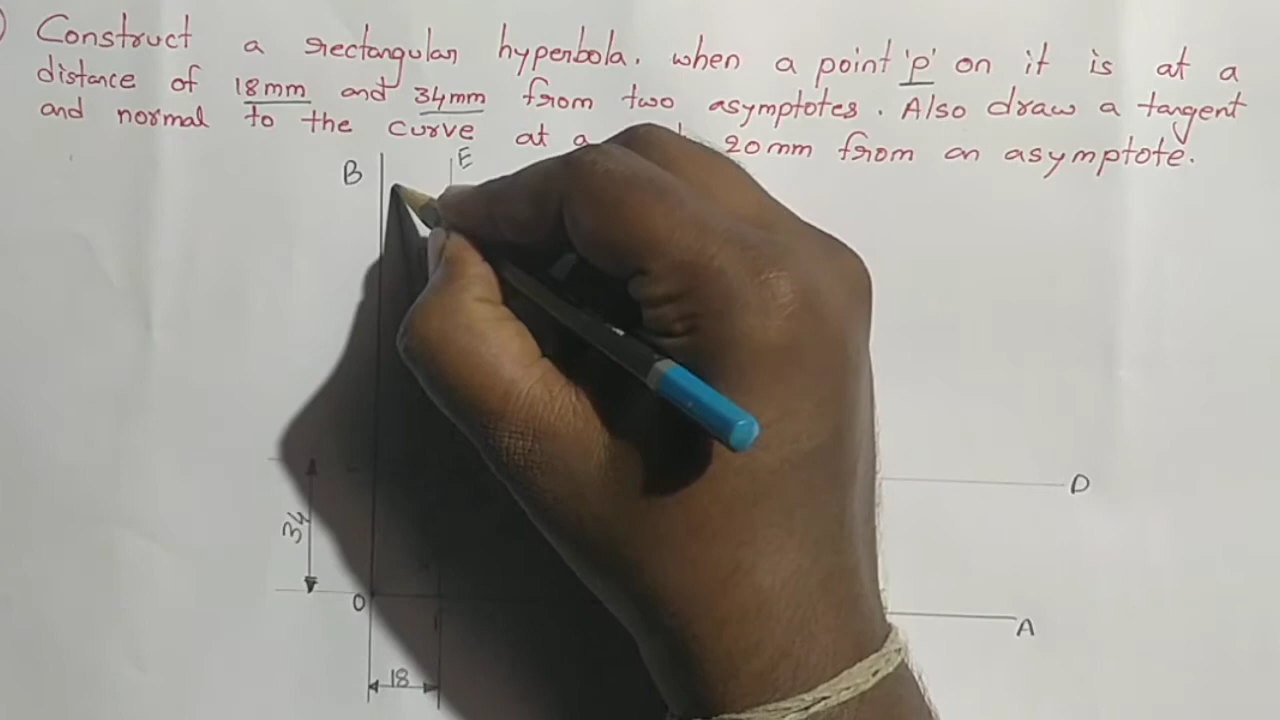 ) Construct a rectangular hyperbola. when a point 'p' on it is at a
distance of 18mm and 34mm from two asymptotes. Also draw a tangent
and normal to the curve at a 20mm from an asymptote.
B
E
34
D
O
A
18